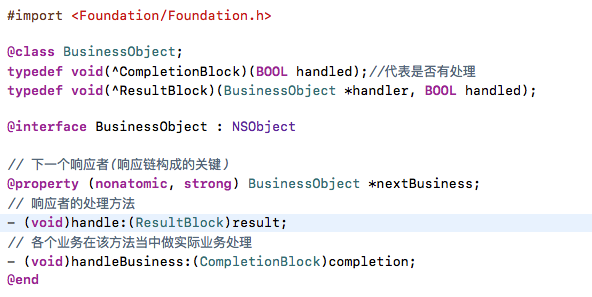 #import <Foundation/Foundation.h>
@class BusinessObject;
typedef void(^CompletionBlock)(BOOL handled);//代表是否有处理
typedef void(^ResultBlock)(BusinessObject *handler, BOOL handled);
@interface BusinessObject : NSObject
// 下一个响应者(响应链构成的关键)
@property (nonatomic, strong) BusinessObject *nextBusiness;
// 响应者的处理方法
- (void)handle:(ResultBlock)result;
// 各个业务在该方法当中做实际业务处理
- (void)handleBusiness:(CompletionBlock)completion;
@end